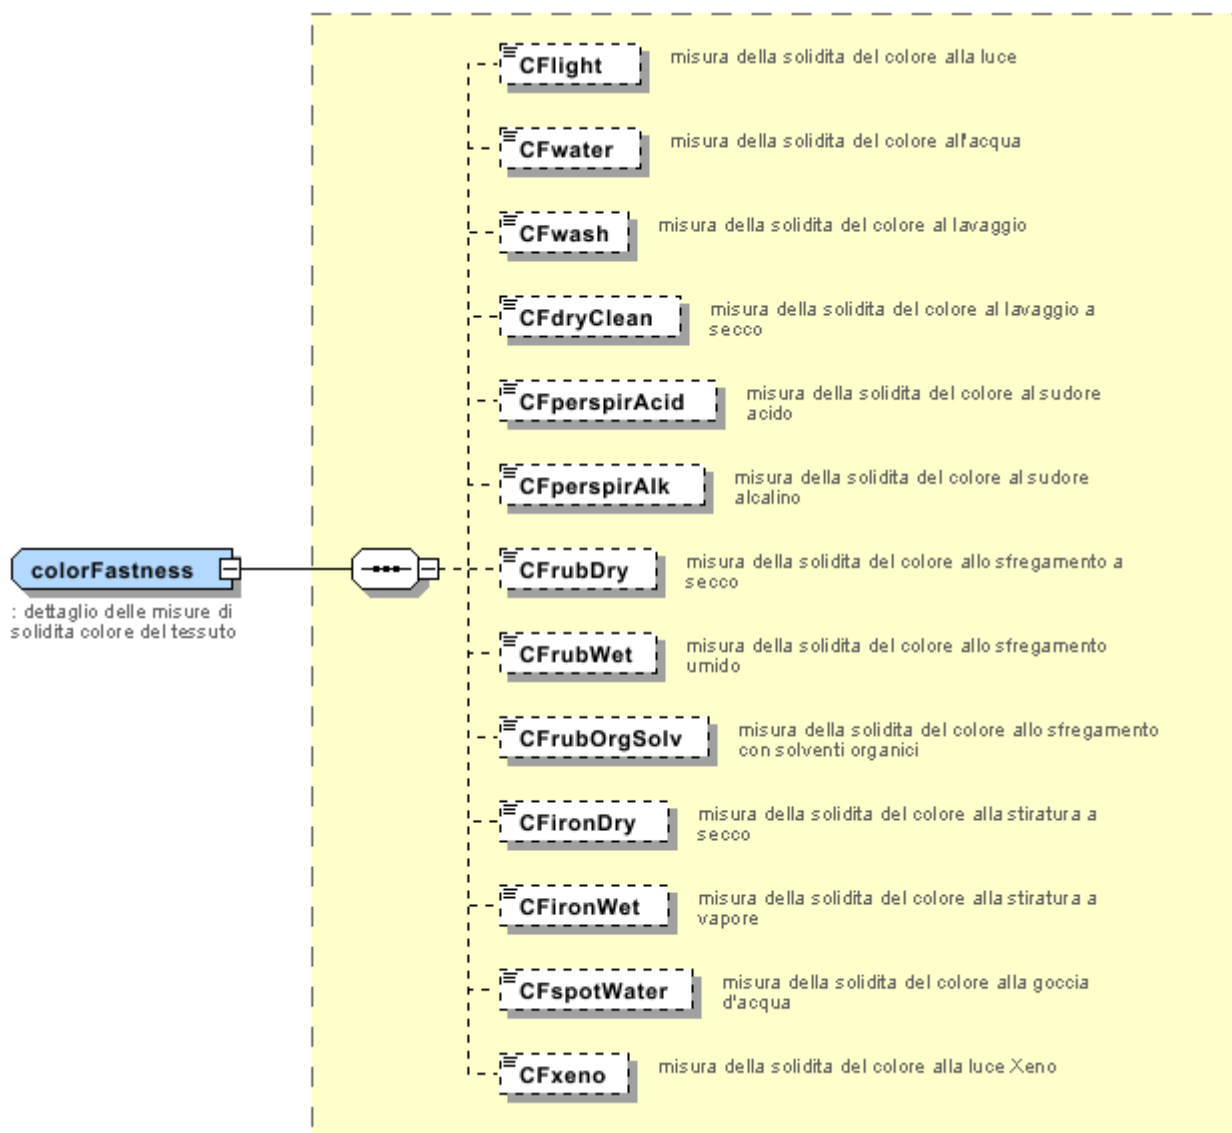 CFlight
misura della solidita del colore alla luce
CFwater
misura della solidita del colore all'acqua
CFwash
misura della solidita del colore al lavaggio
CFdryClean
misura della solidita del colore al lavaggio a
secco
CFperspirAcid
misura della solidita del colore al sudore
acido
CFperspirAlk
misura della solidita del colore al sudore
alcalino
colorFastness
: dettaglio delle misure di
solidita colore del tessuto
CFrubDry
misura della solidita del colore allo sfregamento a
secco
CFrubWet
misura della solidita del colore allo sfregamento
umido
CFrubOrgSolv
misura della solidita del colore allo sfregamento
con solventi organici
CFironDry
misura della solidita del colore alla stiratura a
secco
CFironWet
misura della solidita del colore alla stiratura a
vapore
CFspotWater
misura della solidita del colore alla goccia
d'acqua
CFxeno
misura della solidita del colore alla luce Xeno